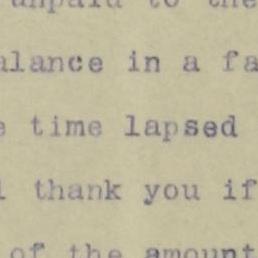 unpaid to the
alance in a fa
e time lapsed
l thank you if
of the amount